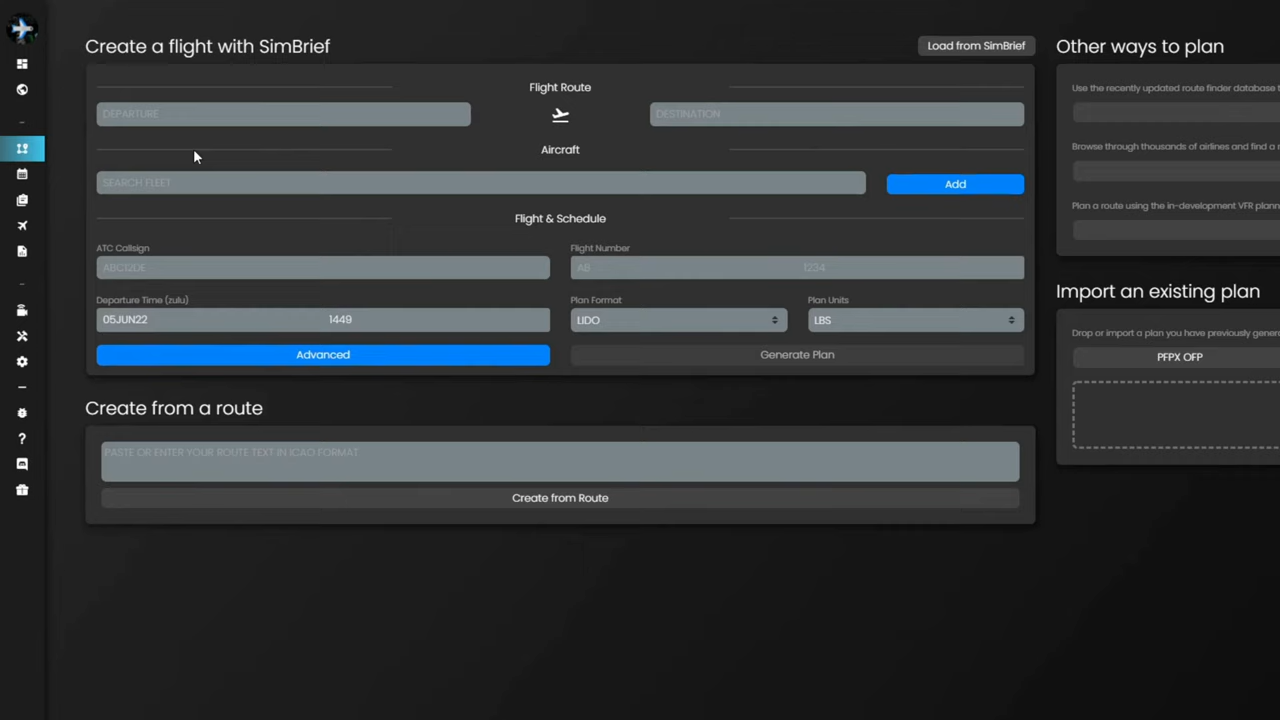 Create a flight with SimBrief
Load from SimBrief
Flight Route
DEPARTURE
DESTINATION
Aircraft
SEARCH FLEET
Add
Flight & Schedule
ATC Callsign
Flight Number
ABC12DE
AB
1234
Departure Time (zulu)
Plan Format
Plan Units
05JUN22
1449
LIDO
LBS
Advanced
Generate Plan
Create from a route
PASTE OR ENTER YOUR ROUTE TEXT IN ICAO FORMAT
Create from Route
Other ways to plan
Use the recently updated route finder database t
Browse through thousands of airlines and find a r
Plan a route using the in-development VFR plann
Import an existing plan
Drop or import a plan you have previously gener
PFPX OFP